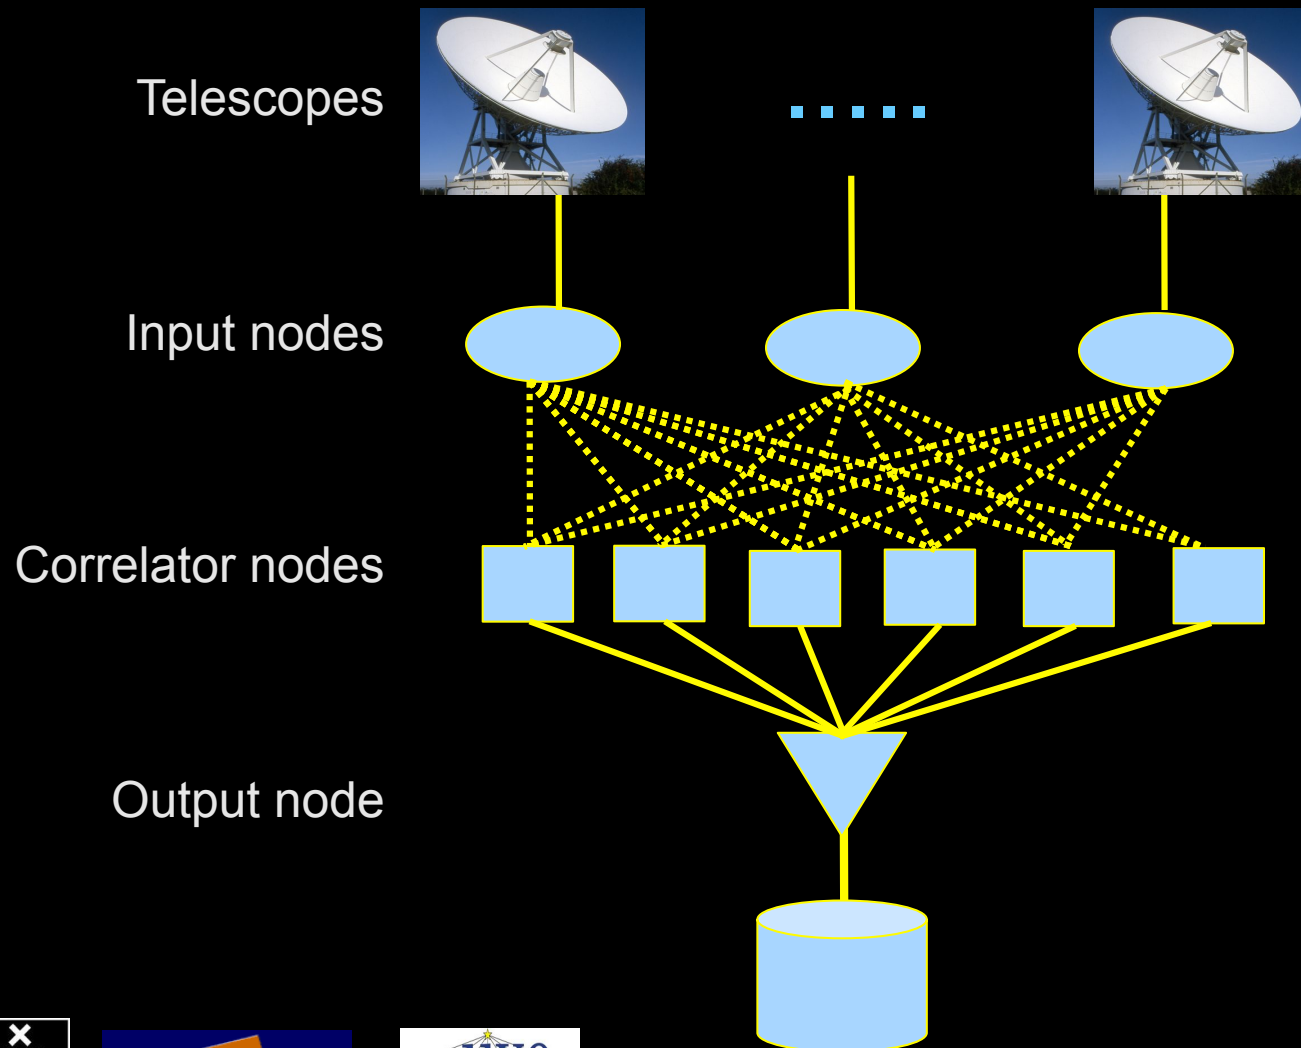 Telescopes
Input nodes
Correlator nodes
Output node